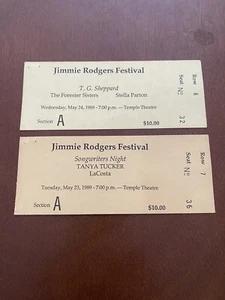 Jimmie Rodgers Festival
T. G. Sheppard
The Forester Sisters Stella Parton
Wednesday, May 24, 1989 - 7:00 p.m. — Temple Theatre
Section A
$10.00
Seat No 32
Row 8
Jimmie Rodgers Festival
Songwriters Night
TANYA TUCKER
LaCosta
Tuesday, May 23, 1989 - 7:00 p.m. — Temple Theatre
Section A
$10.00
Seat No 36
Row 7